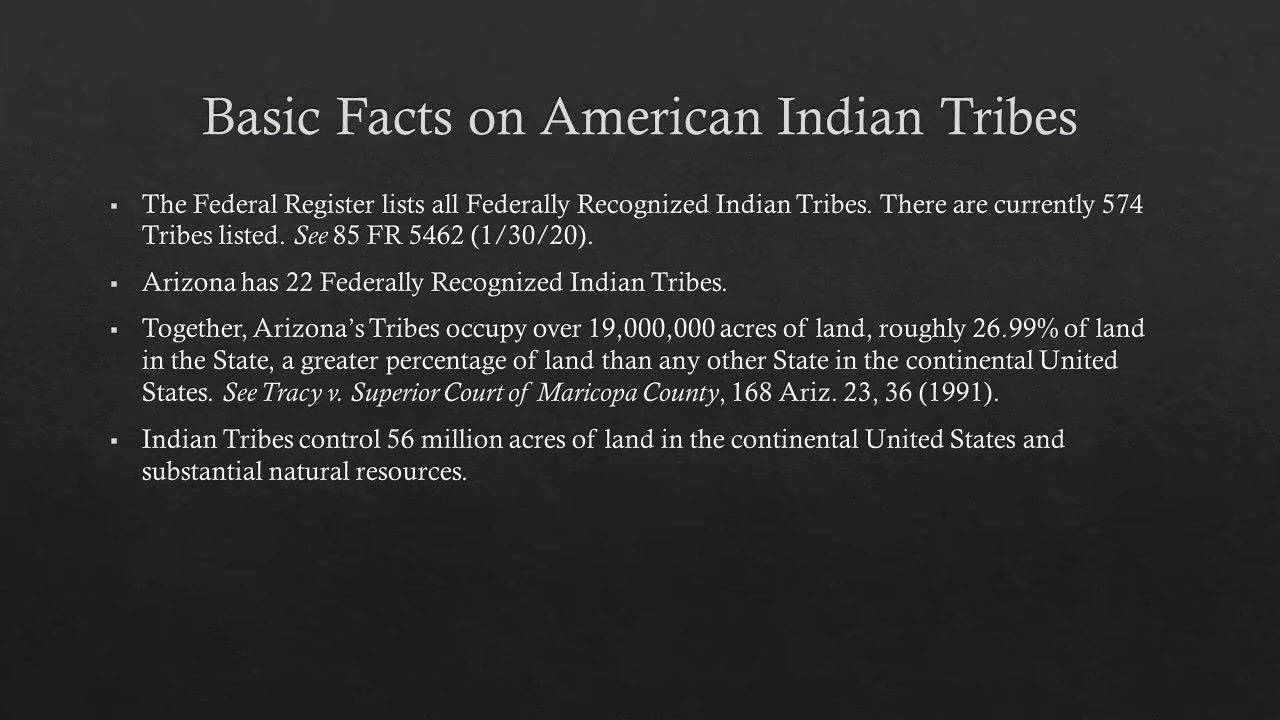 Basic Facts on American Indian Tribes
▪ The Federal Register lists all Federally Recognized Indian Tribes. There are currently 574
Tribes listed. See 85 FR 5462 (1/30/20).
▪ Arizona has 22 Federally Recognized Indian Tribes.
▪ Together, Arizona’s Tribes occupy over 19,000,000 acres of land, roughly 26.99% of land
in the State, a greater percentage of land than any other State in the continental United
States. See Tracy v. Superior Court of Maricopa County, 168 Ariz. 23, 36 (1991).
▪ Indian Tribes control 56 million acres of land in the continental United States and
substantial natural resources.